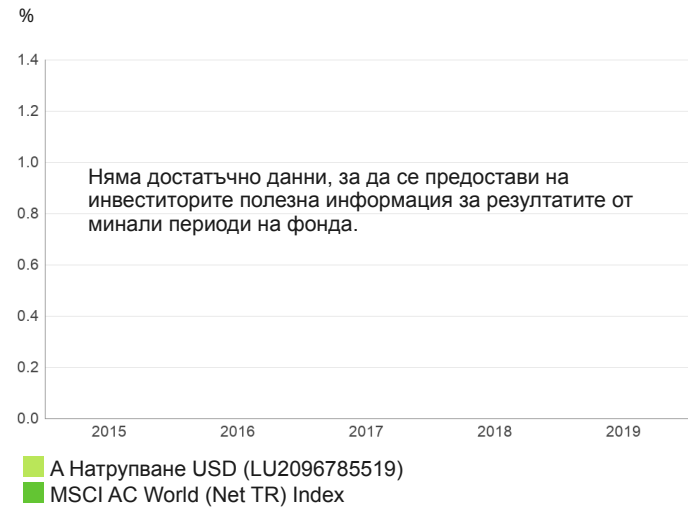 %
1.4
1.2
1.0
Няма достатъчно данни, за да се предостави на
инвеститорите полезна информация за резултатите от
минали периоди на фонда.
0.8
0.6
0.4
0.2
0.0
2015 2016 2017 2018 2019
A Натрупване USD (LU2096785519)
MSCI AC World (Net TR) Index